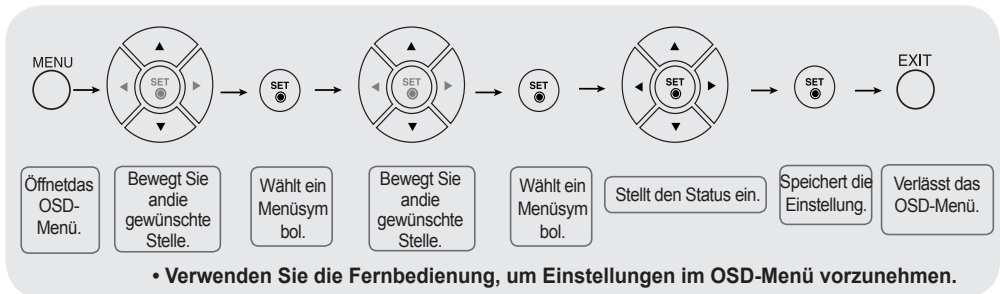 MENU
SET
SET
SET
SET
SET
SET
EXIT
Öffnetdas
OSD-
Menü.
Bewegt Sie
andie
gewünschte
Stelle.
Wählt ein
Menüsym
bol.
Bewegt Sie
andie
gewünschte
Stelle.
Wählt ein
Menüsym
bol.
Stellt den Status ein.
Speichert die
Einstellung.
Verlässt das
OSD-Menü.
• Verwenden Sie die Fernbedienung, um Einstellungen im OSD-Menü vorzunehmen.